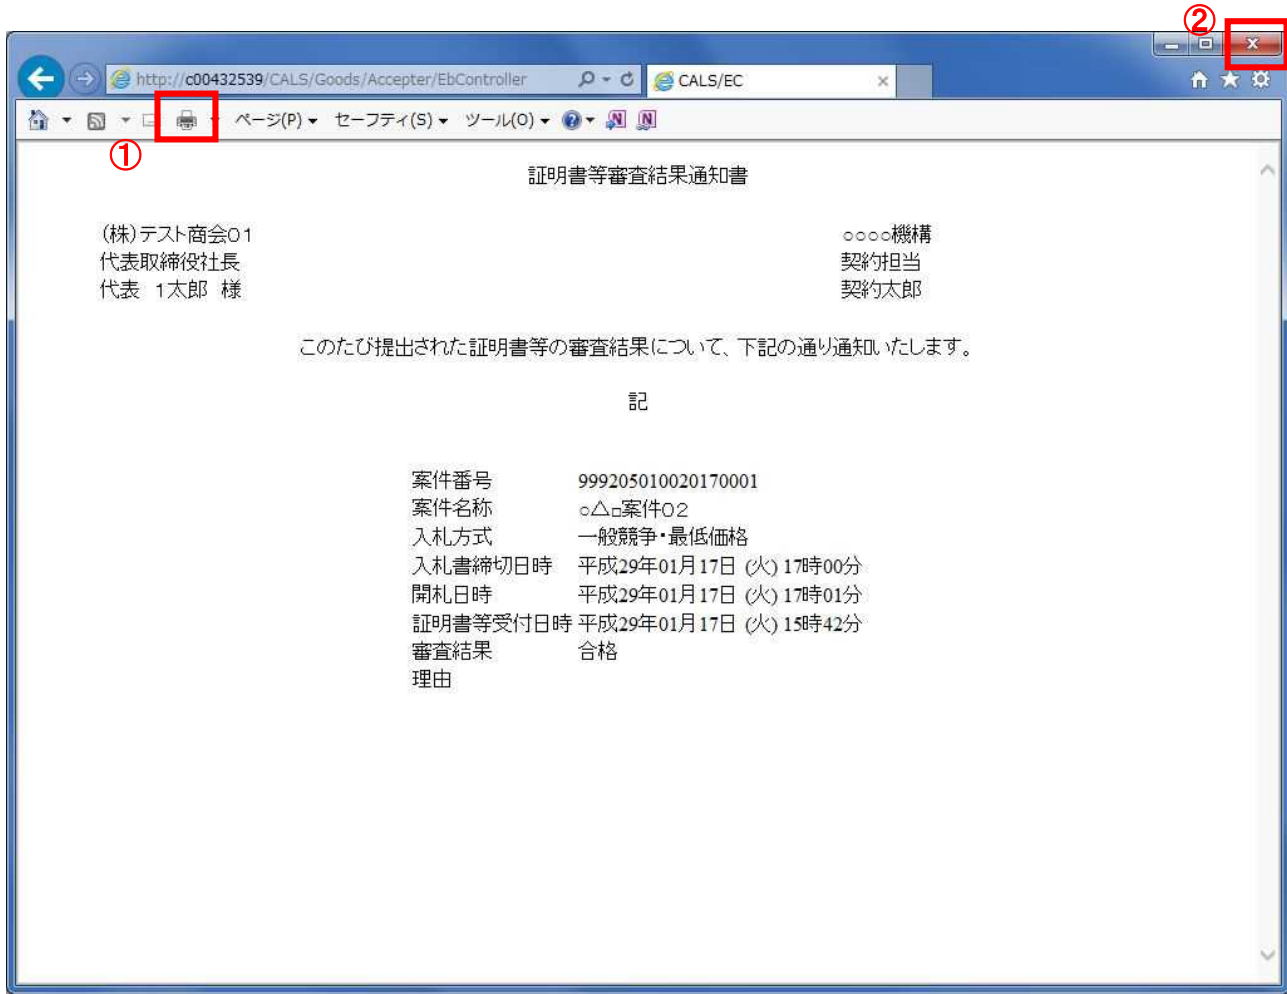 ②
http://c00432539/CALS/Goods/Accepter/EbController CALS/EC
ページ(P) セーフティ(S) ツール(O)
①
証明書等審査結果通知書
(株)テスト商会01 ○○○○機構
代表取締役社長 契約担当
代表 1太郎 様 契約太郎
このたび提出された証明書等の審査結果について、下記の通り通知いたします。
記
案件番号 999205010020170001
案件名称 ○△□案件02
入札方式 一般競争・最低価格
入札書締切日時 平成29年01月17日 (火) 17時00分
開札日時 平成29年01月17日 (火) 17時01分
証明書等受付日時 平成29年01月17日 (火) 15時42分
審査結果 合格
理由